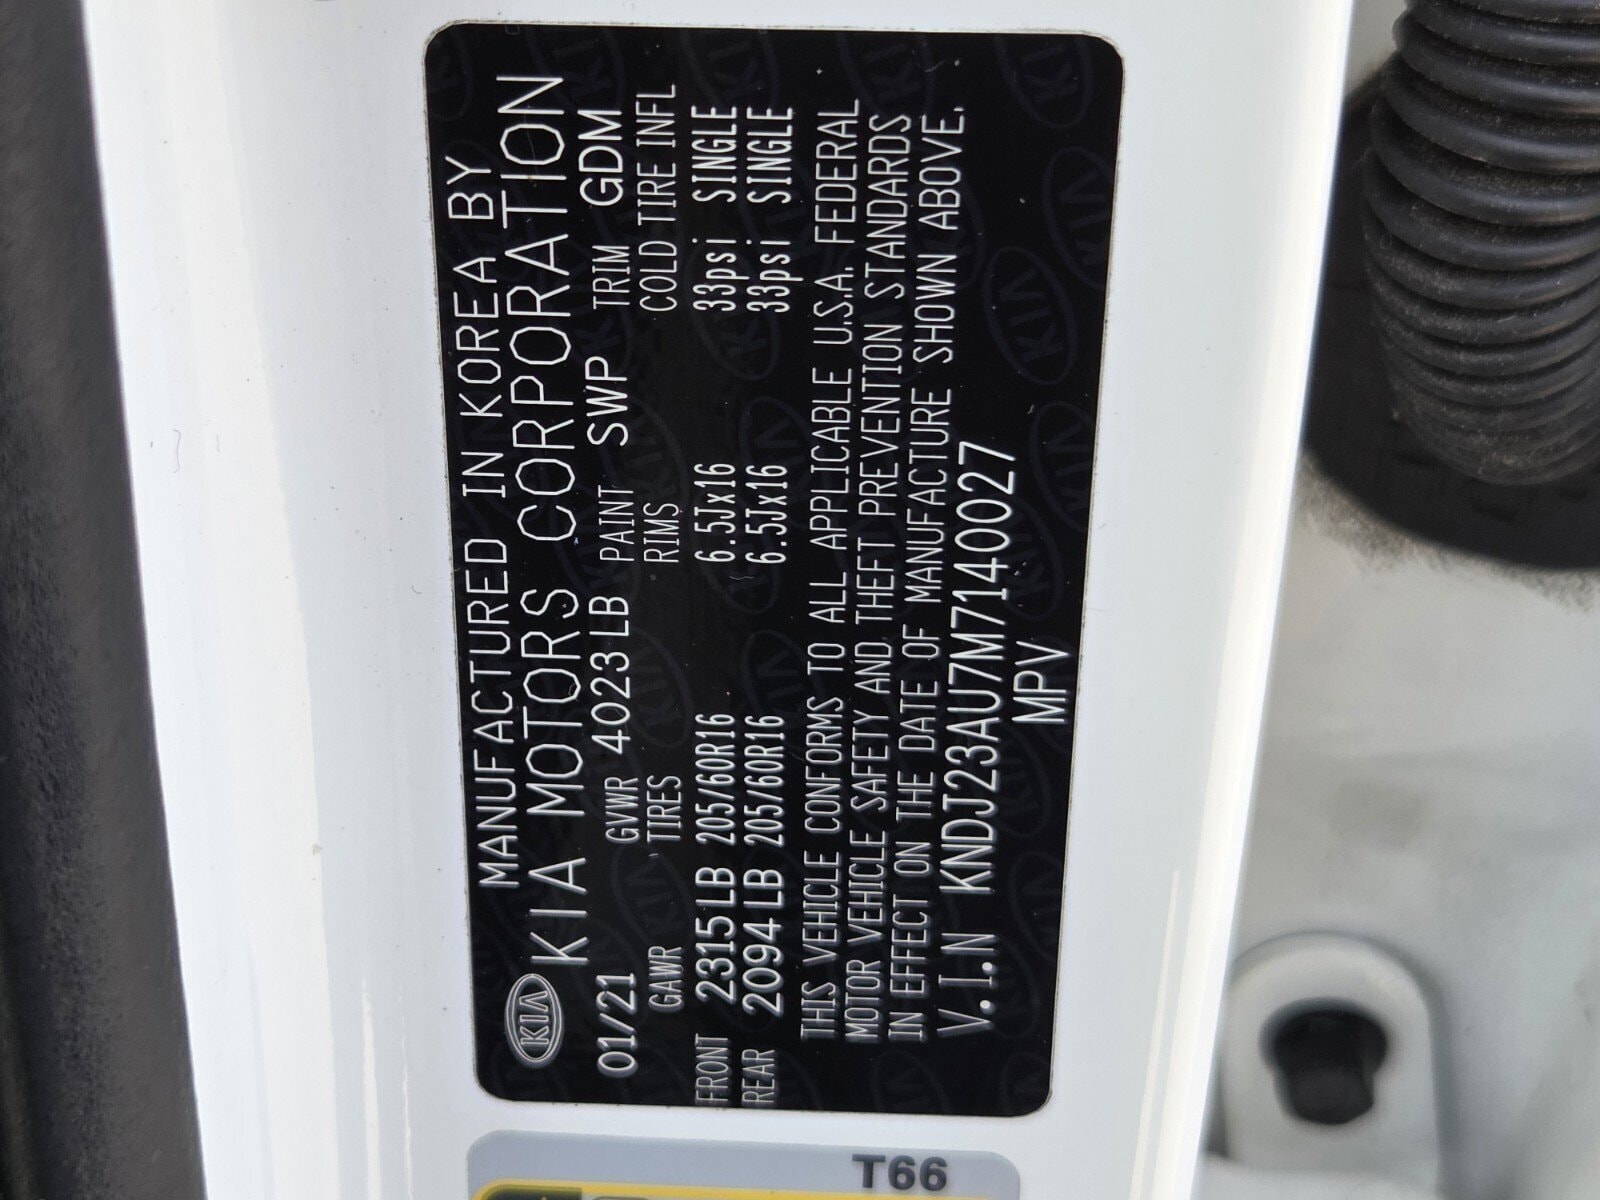 MANUFACTURED IN KOREA BY
KIA KIA MOTORS CORPORATION
01/21 GVWR 4023 LB PAINT SWP TRIM GDM
GAWR TIRES RIMS COLD TIRE INFL
FRONT 2315 LB 205/60R16 6.5Jx16 33psi SINGLE
REAR 2094 LB 205/60R16 6.5Jx16 33psi SINGLE
THIS VEHICLE CONFORMS TO ALL APPLICABLE U.S.A. FEDERAL
MOTOR VEHICLE SAFETY AND THEFT PREVENTION STANDARDS
IN EFFECT ON THE DATE OF MANUFACTURE SHOWN ABOVE.
V.I.N KNDJ23AU7M7140027
MPV
T66